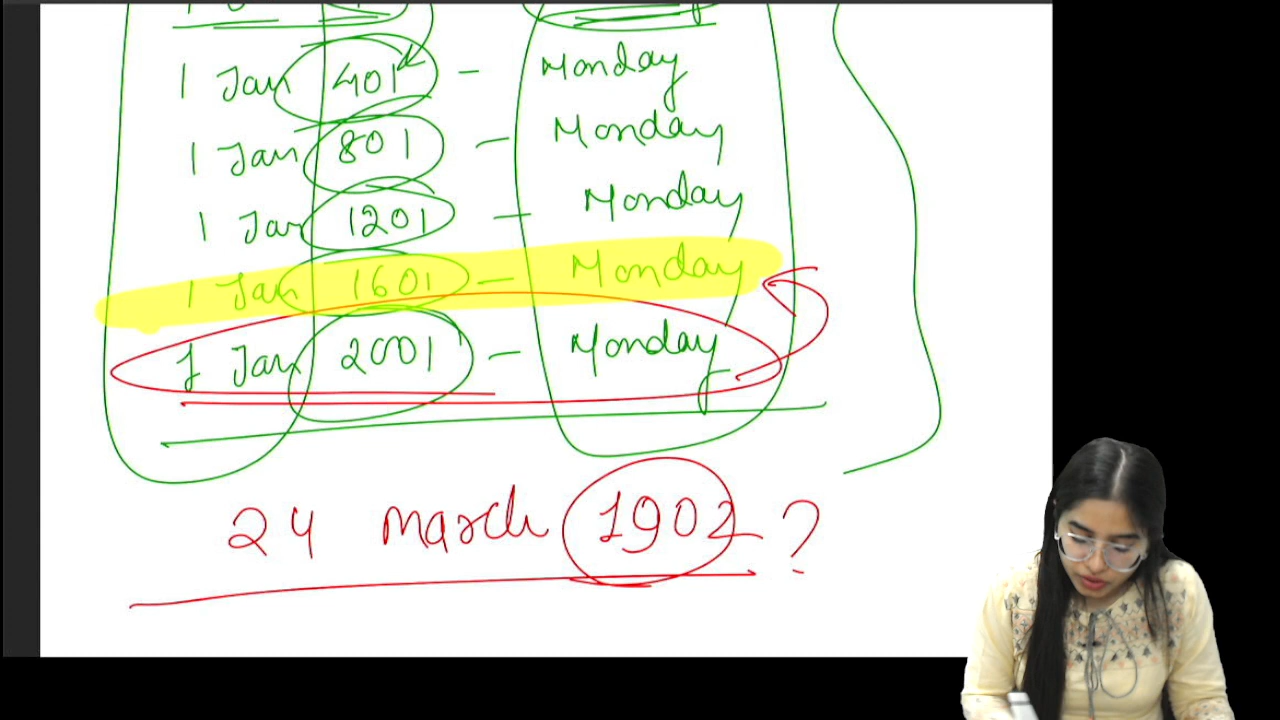 1 Jan 401 - Monday
1 Jan 801 - Monday
1 Jan 1201 - Monday
1 Jan 1601 - Monday
1 Jan 2001 - Monday
24 march 1902 ?